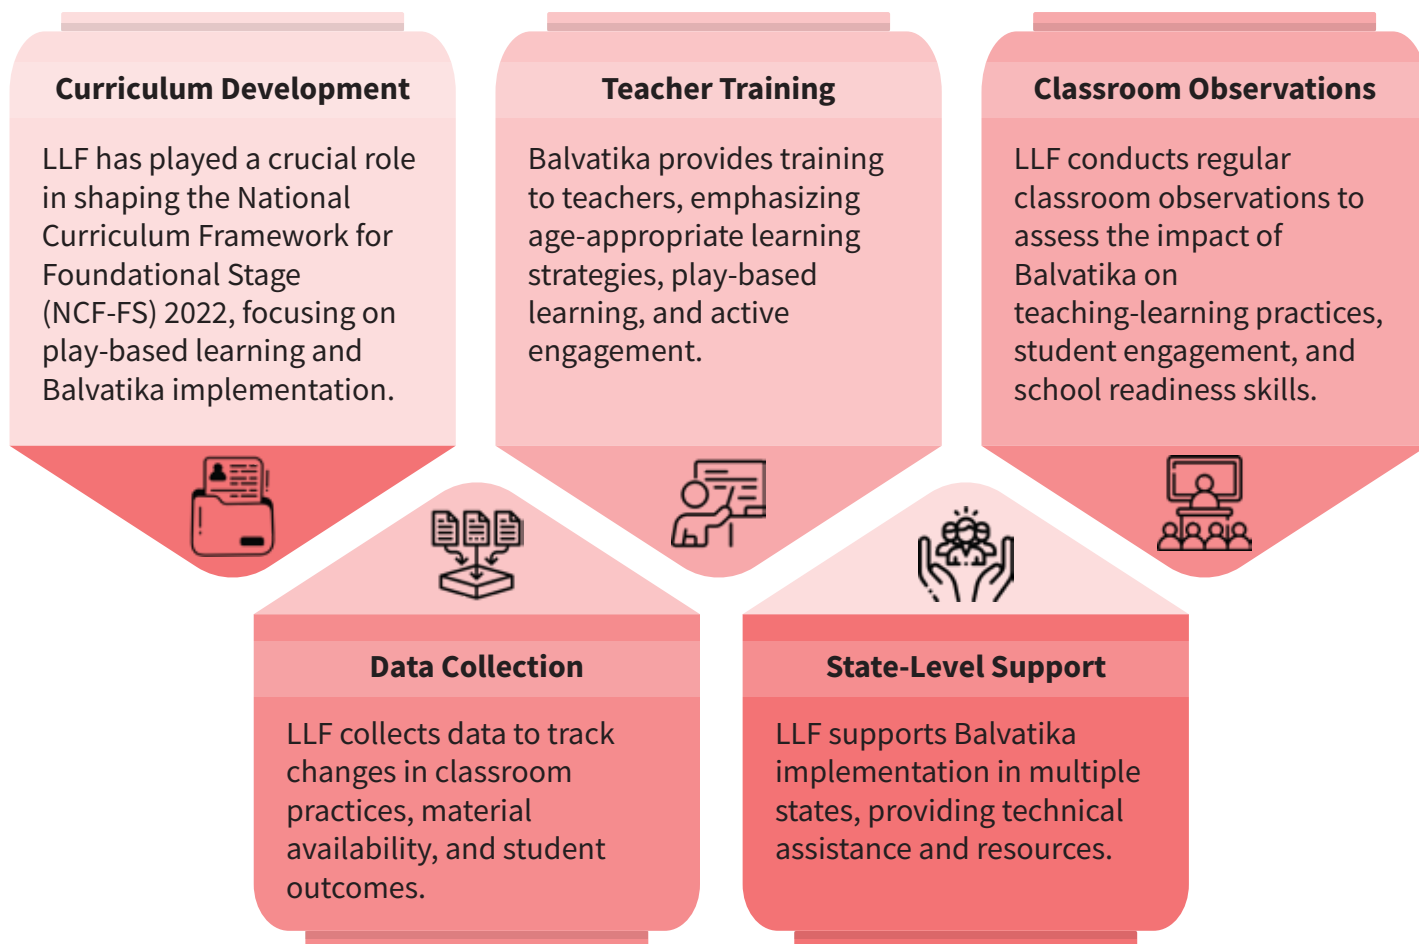 Curriculum Development
LLF has played a crucial role
in shaping the National
Curriculum Framework for
Foundational Stage
(NCF-FS) 2022, focusing on
play-based learning and
Balvatika implementation.
Teacher Training
Balvatika provides training
to teachers, emphasizing
age-appropriate learning
strategies, play-based
learning, and active
engagement.
Classroom Observations
LLF conducts regular
classroom observations to
assess the impact of
Balvatika on
teaching-learning practices,
student engagement, and
school readiness skills.
Data Collection
LLF collects data to track
changes in classroom
practices, material
availability, and student
outcomes.
State-Level Support
LLF supports Balvatika
implementation in multiple
states, providing technical
assistance and resources.